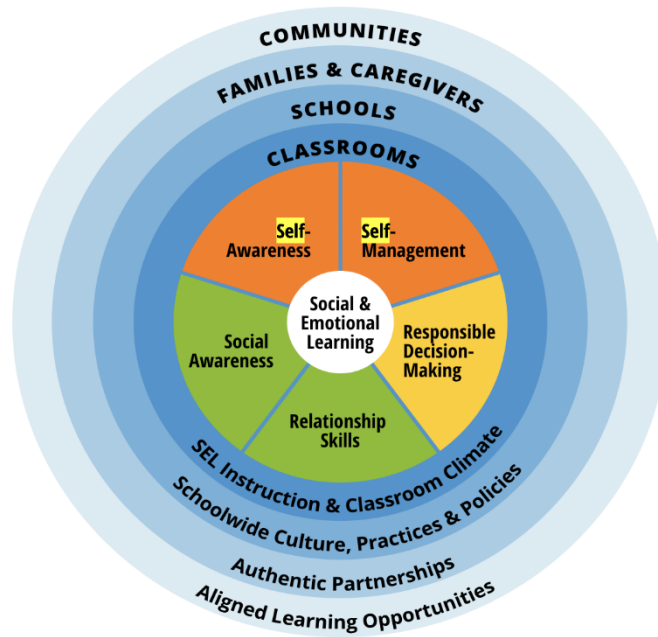 COMMUNITIES
FAMILIES & CAREGIVERS
SCHOOLS
CLASSROOMS
Self-
Awareness
Self-
Management
Social &
Emotional
Learning
Social
Awareness
Responsible
Decision-
Making
Relationship
Skills
SEL Instruction & Classroom Climate
Schoolwide Culture, Practices & Policies
Authentic Partnerships
Aligned Learning Opportunities